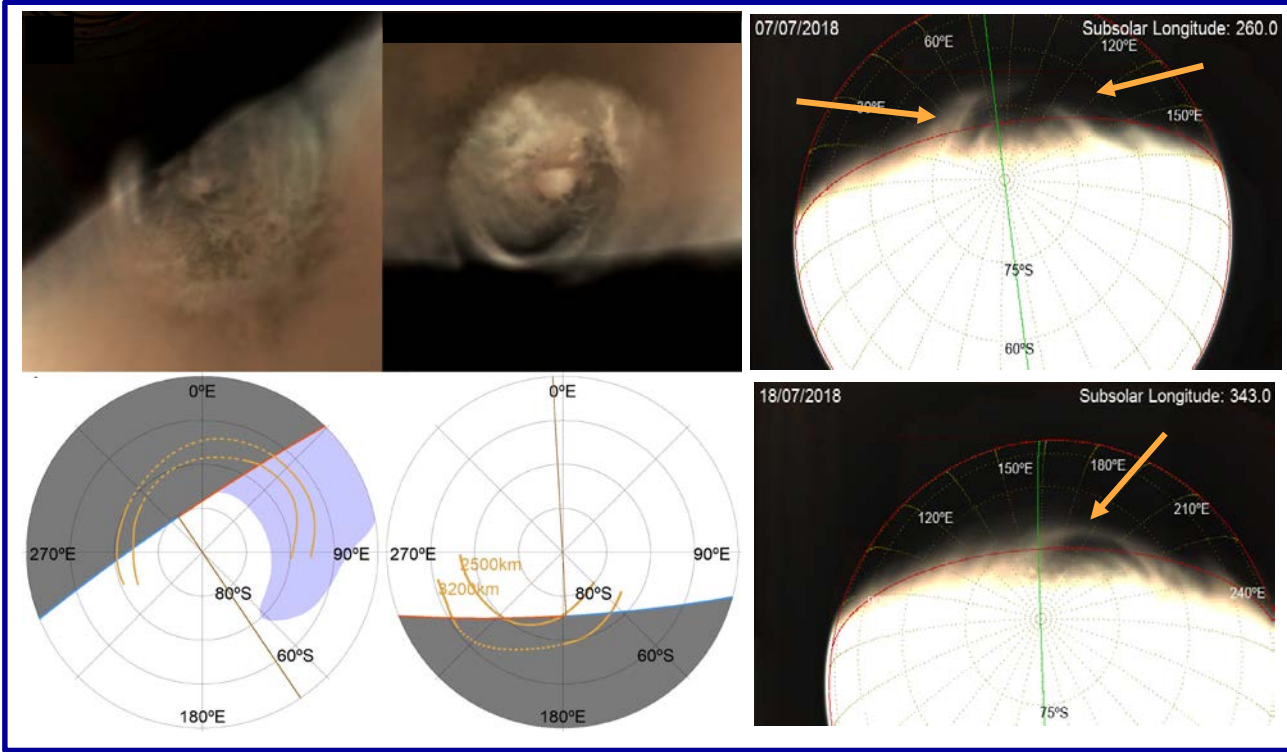 07/07/2018
Subsolar Longitude: 260.0
60ºE
120ºE
30ºE
150ºE
75ºS
60ºS
0ºE
270ºE
90ºE
80ºS
60ºS
180ºE
0ºE
270ºE
90ºE
2500km
3200km
80ºS
60ºS
180ºE
18/07/2018
Subsolar Longitude: 343.0
150ºE
180ºE
120ºE
210ºE
240ºE
75ºS